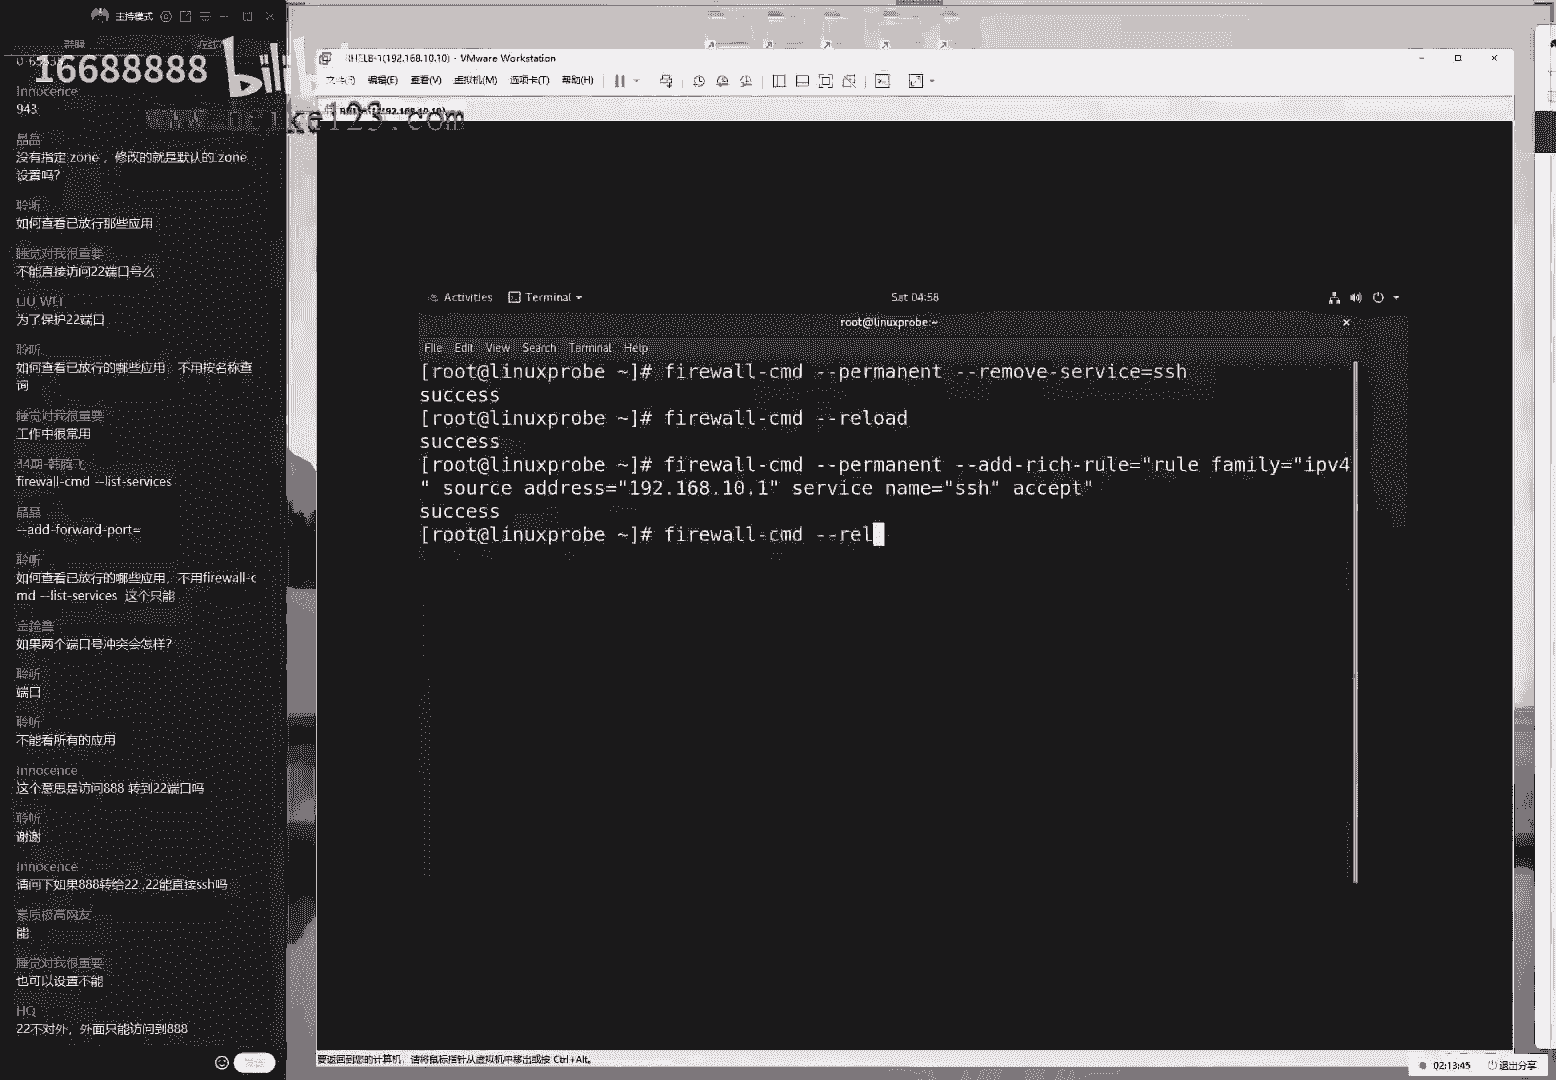 主持模式
16688888
Innocence
943
晶晶
没有指定 zone ，修改的就是默认的 zone
设置吗?
聆听
如何查看已放行那些应用
睡觉对我很重要
不能直接访问22端口号么
LIU WEI
为了保护22端口
聆听
如何查看已放行的哪些应用，不用按名称查
询
睡觉对我很重要
工作中很常用
firewall-cmd --list-services
晶晶
--add-forward-port=
聆听
如何查看已放行的哪些应用，不用firewall-c
md --list-services  这个只能
如果两个端口号冲突会怎样?
聆听
端口
聆听
不能看所有的应用
Innocence
这个意思是访问888 转到22端口吗
聆听
谢谢
Innocence
请问下如果888转给22 ,22能直接ssh吗
素质极高网友
能
睡觉对我很重要
也可以设置不能
HQ
22不对外，外面只能访问到888
RHEL8-1(192.168.10.10) - VMware Workstation
编辑(E) 查看(V) 虚拟机(M) 选项卡(T) 帮助(H)
Activities Terminal Sat 04:58
root@linuxprobe:~
File Edit View Search Terminal Help
[root@linuxprobe ~]# firewall-cmd --permanent --remove-service=ssh
success
[root@linuxprobe ~]# firewall-cmd --reload
success
[root@linuxprobe ~]# firewall-cmd --permanent --add-rich-rule="rule family="ipv4
" source address="192.168.10.1" service name="ssh" accept"
success
[root@linuxprobe ~]# firewall-cmd --rel
要返回到您的计算机，请将鼠标指针从虚拟机中移出或按 Ctrl+Alt。
02:13:45 退出分享